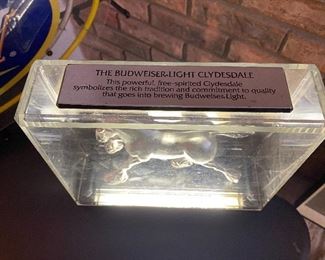 THE BUDWEISER-LIGHT CLYDESDALE
This powerful, free-spirited Clydesdale
symbolizes the rich tradition and commitment to quality
that goes into brewing Budweiser Light.